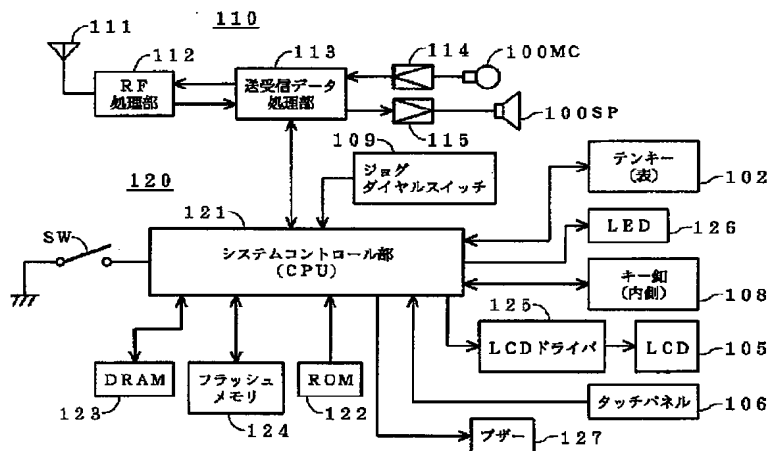 110
111
112
113
114
100MC
RF
処理部
送受信データ
処理部
115
100SP
109
ジョグ
ダイヤルスイッチ
テンキー
(表)
102
120
121
SW
システムコントロール部
(CPU)
LED
126
キー釦
(内側)
108
125
LCDドライバ
LCD
105
DRAM
123
フラッシュ
メモリ
124
ROM
122
タッチパネル
106
ブザー
127